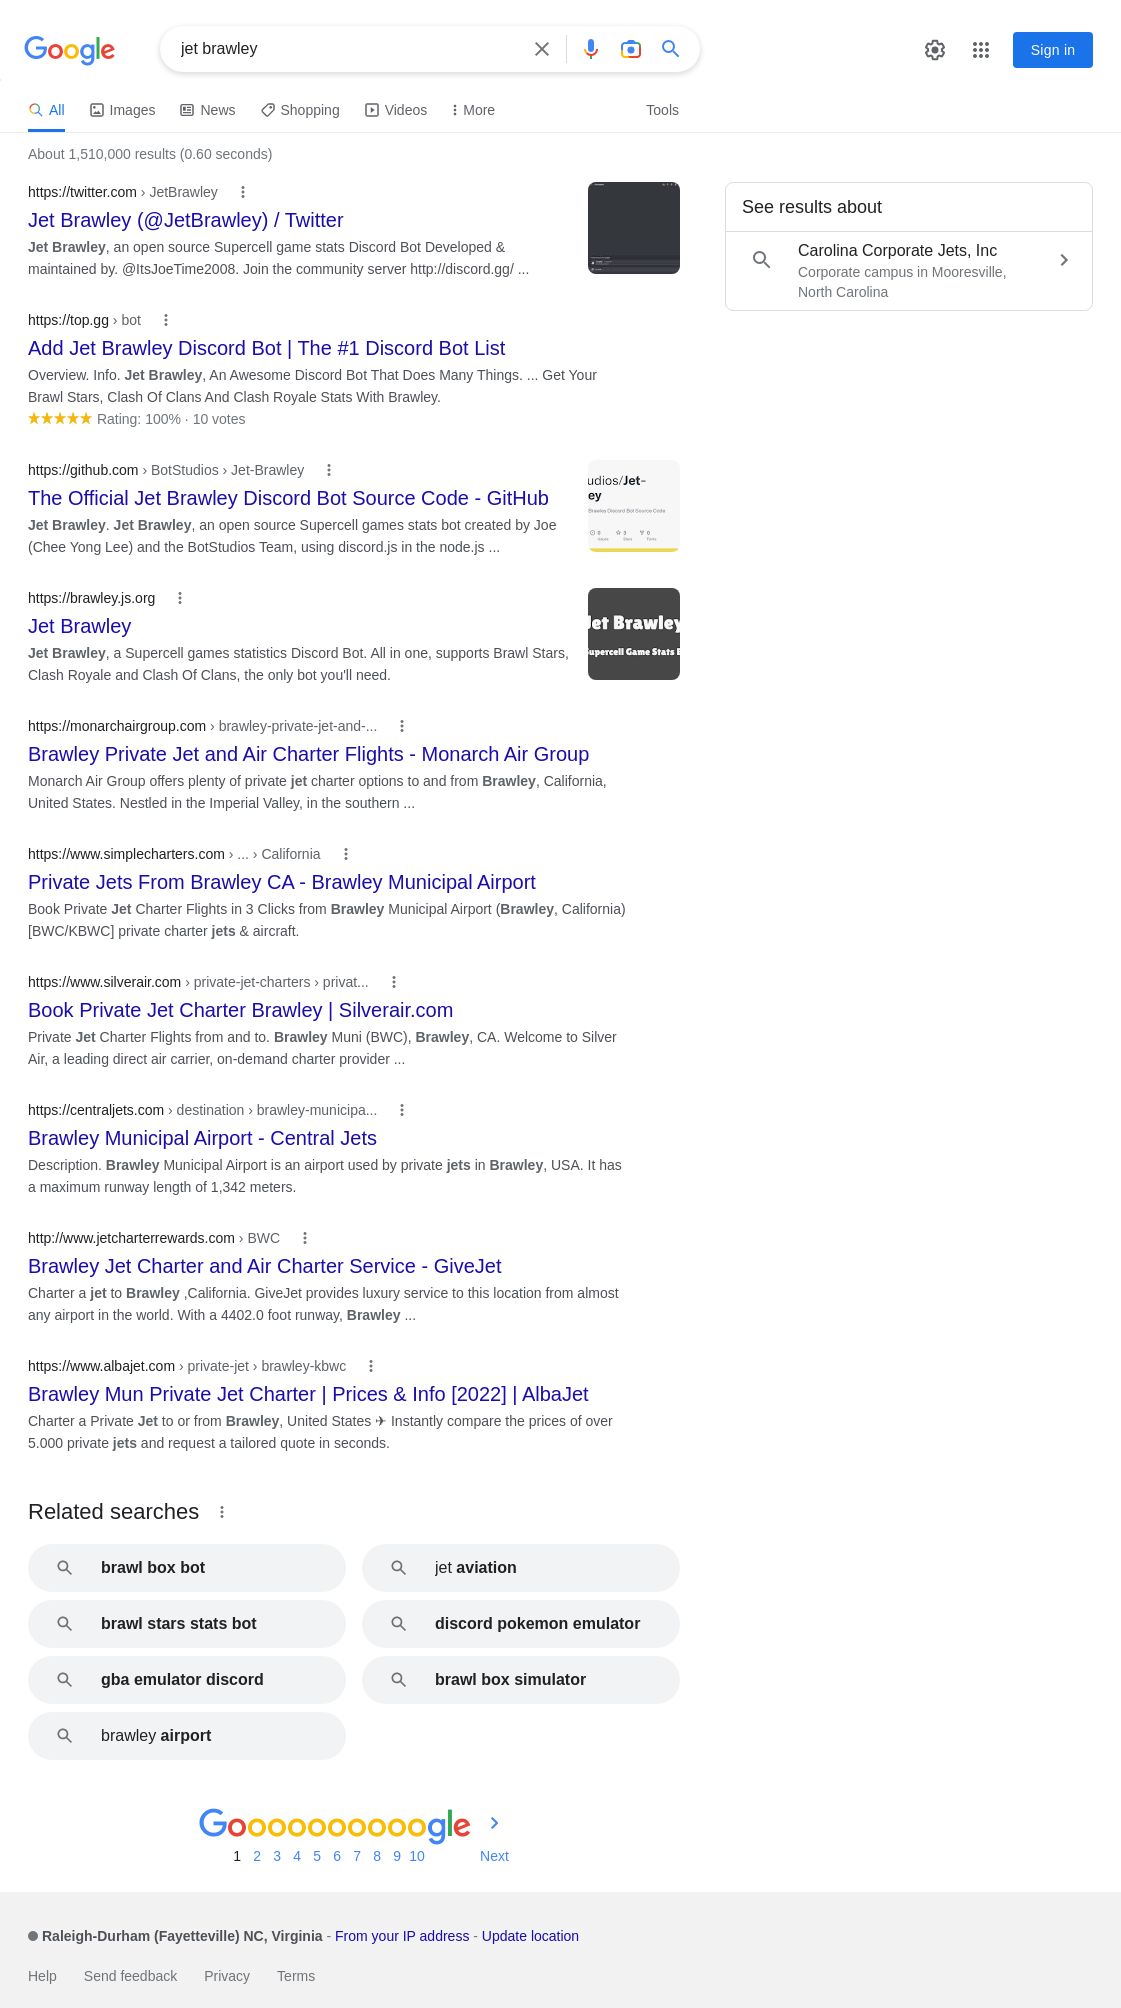 Google
jet brawley
Sign in
All
Images
News
Shopping
Videos
More
Tools
About 1,510,000 results (0.60 seconds)
https://twitter.com › JetBrawley
Jet Brawley (@JetBrawley) / Twitter
Jet Brawley, an open source Supercell game stats Discord Bot Developed &
maintained by. @ItsJoeTime2008. Join the community server http://discord.gg/ ...
https://top.gg › bot
Add Jet Brawley Discord Bot | The #1 Discord Bot List
Overview. Info. Jet Brawley, An Awesome Discord Bot That Does Many Things. ... Get Your
Brawl Stars, Clash Of Clans And Clash Royale Stats With Brawley.
★★★★★ Rating: 100% · 10 votes
https://github.com › BotStudios › Jet-Brawley
The Official Jet Brawley Discord Bot Source Code - GitHub
Jet Brawley. Jet Brawley, an open source Supercell games stats bot created by Joe
(Chee Yong Lee) and the BotStudios Team, using discord.js in the node.js ...
udios/Jet-
ey
Brawley Discord Bot Source Code
https://brawley.js.org
Jet Brawley
Jet Brawley, a Supercell games statistics Discord Bot. All in one, supports Brawl Stars,
Clash Royale and Clash Of Clans, the only bot you'll need.
Jet Brawley
Supercell Game Stats B
https://monarchairgroup.com › brawley-private-jet-and-...
Brawley Private Jet and Air Charter Flights - Monarch Air Group
Monarch Air Group offers plenty of private jet charter options to and from Brawley, California,
United States. Nestled in the Imperial Valley, in the southern ...
https://www.simplecharters.com › ... › California
Private Jets From Brawley CA - Brawley Municipal Airport
Book Private Jet Charter Flights in 3 Clicks from Brawley Municipal Airport (Brawley, California)
[BWC/KBWC] private charter jets & aircraft.
https://www.silverair.com › private-jet-charters › privat...
Book Private Jet Charter Brawley | Silverair.com
Private Jet Charter Flights from and to. Brawley Muni (BWC), Brawley, CA. Welcome to Silver
Air, a leading direct air carrier, on-demand charter provider ...
https://centraljets.com › destination › brawley-municipa...
Brawley Municipal Airport - Central Jets
Description. Brawley Municipal Airport is an airport used by private jets in Brawley, USA. It has
a maximum runway length of 1,342 meters.
http://www.jetcharterrewards.com › BWC
Brawley Jet Charter and Air Charter Service - GiveJet
Charter a jet to Brawley ,California. GiveJet provides luxury service to this location from almost
any airport in the world. With a 4402.0 foot runway, Brawley ...
https://www.albajet.com › private-jet › brawley-kbwc
Brawley Mun Private Jet Charter | Prices & Info [2022] | AlbaJet
Charter a Private Jet to or from Brawley, United States ✈ Instantly compare the prices of over
5.000 private jets and request a tailored quote in seconds.
See results about
Carolina Corporate Jets, Inc
Corporate campus in Mooresville,
North Carolina
Related searches
brawl box bot
jet aviation
brawl stars stats bot
discord pokemon emulator
gba emulator discord
brawl box simulator
brawley airport
Goooooooooogle
1 2 3 4 5 6 7 8 9 10 Next
Raleigh-Durham (Fayetteville) NC, Virginia - From your IP address - Update location
Help Send feedback Privacy Terms